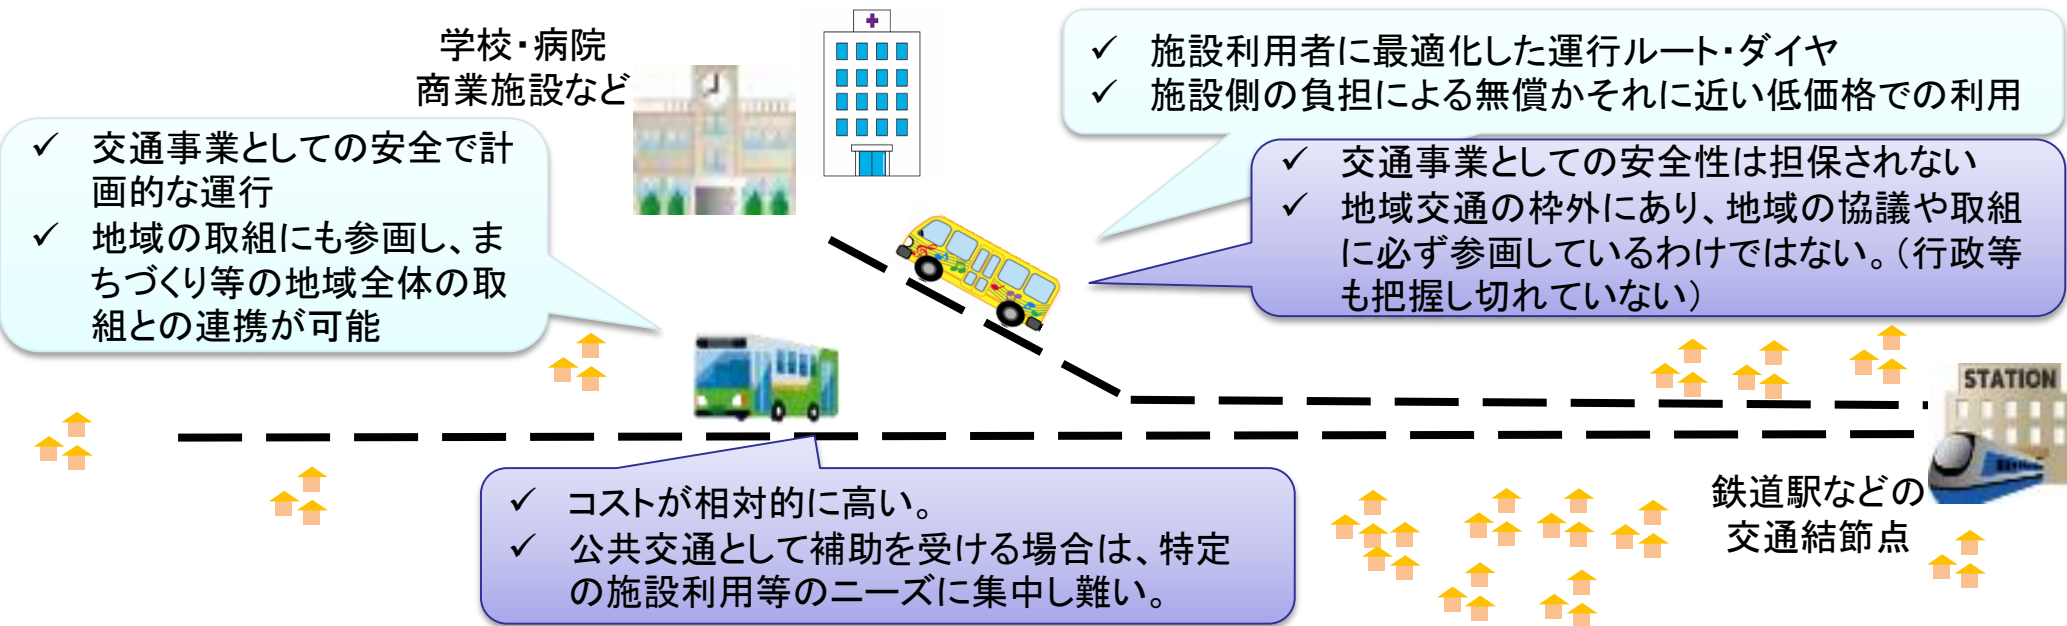 学校・病院
商業施設など
✓ 施設利用者に最適化した運行ルート・ダイヤ
✓ 施設側の負担による無償かそれに近い低価格での利用
✓ 交通事業としての安全で計
画的な運行
✓ 地域の取組にも参画し、ま
ちづくり等の地域全体の取
組との連携が可能
✓ 交通事業としての安全性は担保されない
✓ 地域交通の枠外にあり、地域の協議や取組
に必ず参画しているわけではない。（行政等
も把握し切れていない）
STATION
✓ コストが相対的に高い。
✓ 公共交通として補助を受ける場合は、特定
の施設利用等のニーズに集中し難い。
鉄道駅などの
交通結節点